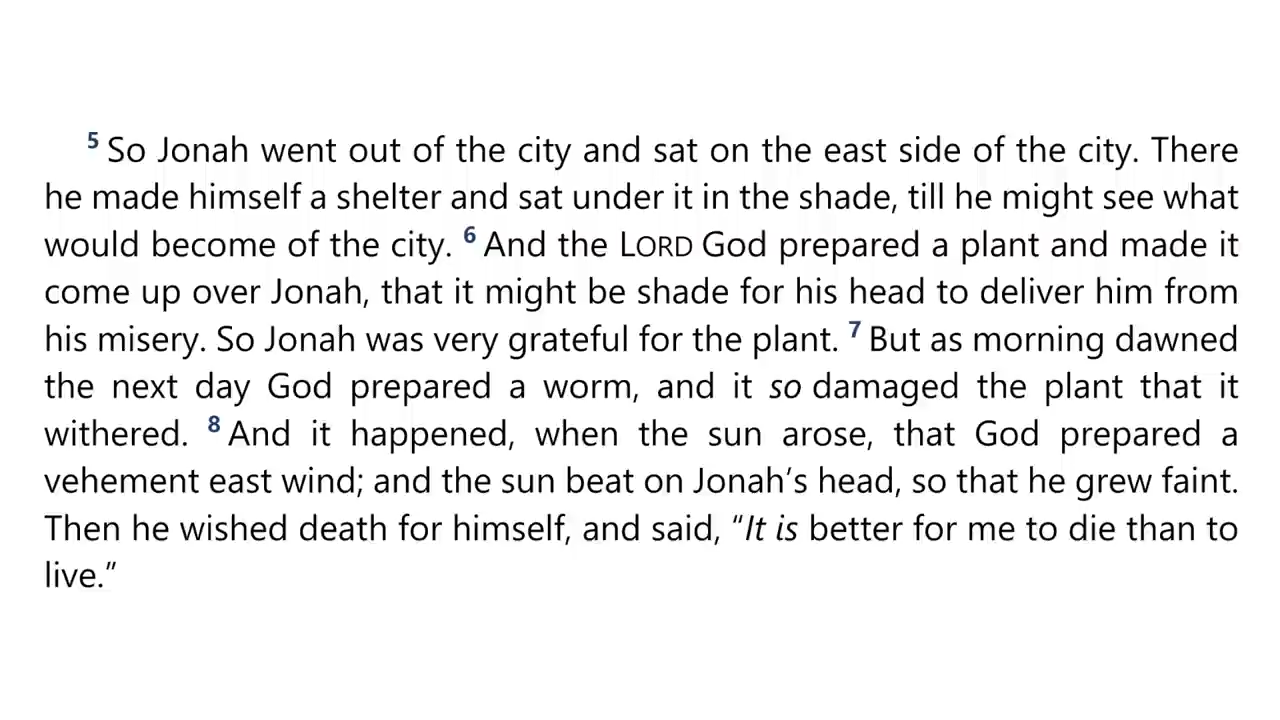 5 So Jonah went out of the city and sat on the east side of the city. There
he made himself a shelter and sat under it in the shade, till he might see what
would become of the city. 6 And the LORD God prepared a plant and made it
come up over Jonah, that it might be shade for his head to deliver him from
his misery. So Jonah was very grateful for the plant. 7 But as morning dawned
the next day God prepared a worm, and it so damaged the plant that it
withered. 8 And it happened, when the sun arose, that God prepared a
vehement east wind; and the sun beat on Jonah’s head, so that he grew faint.
Then he wished death for himself, and said, “It is better for me to die than to
live.”